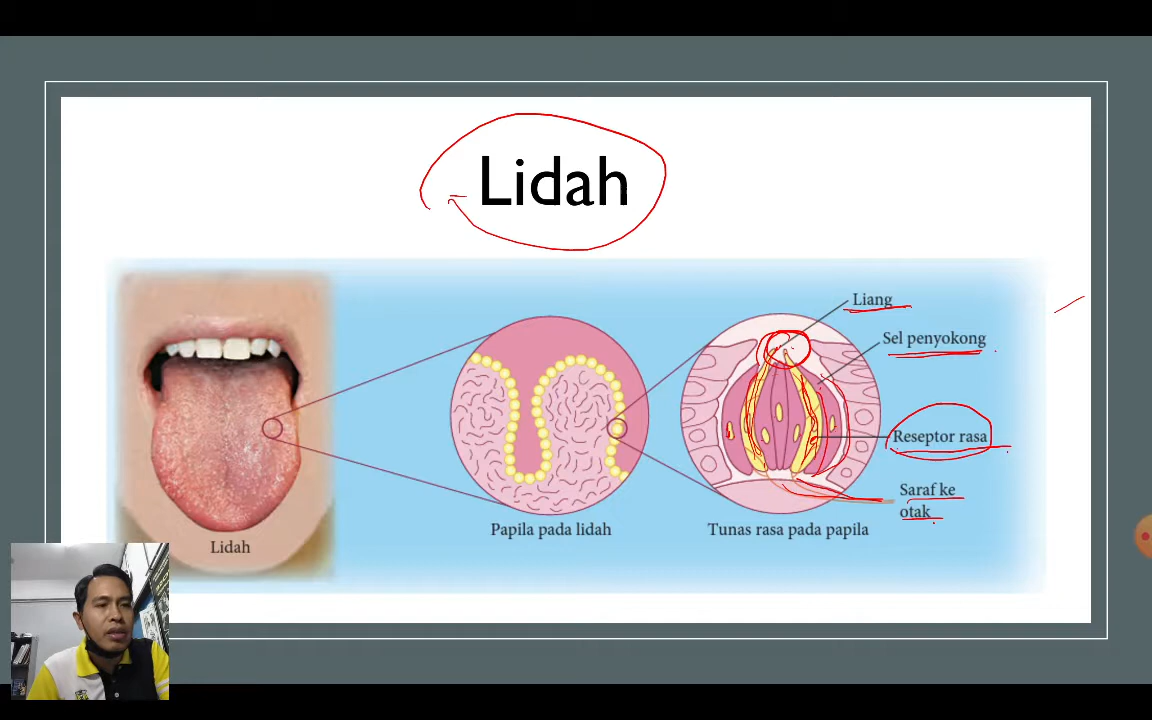 Lidah
Liang
Sel penyokong
Reseptor rasa
Saraf ke
otak
Papila pada lidah
Tunas rasa pada papila
Lidah